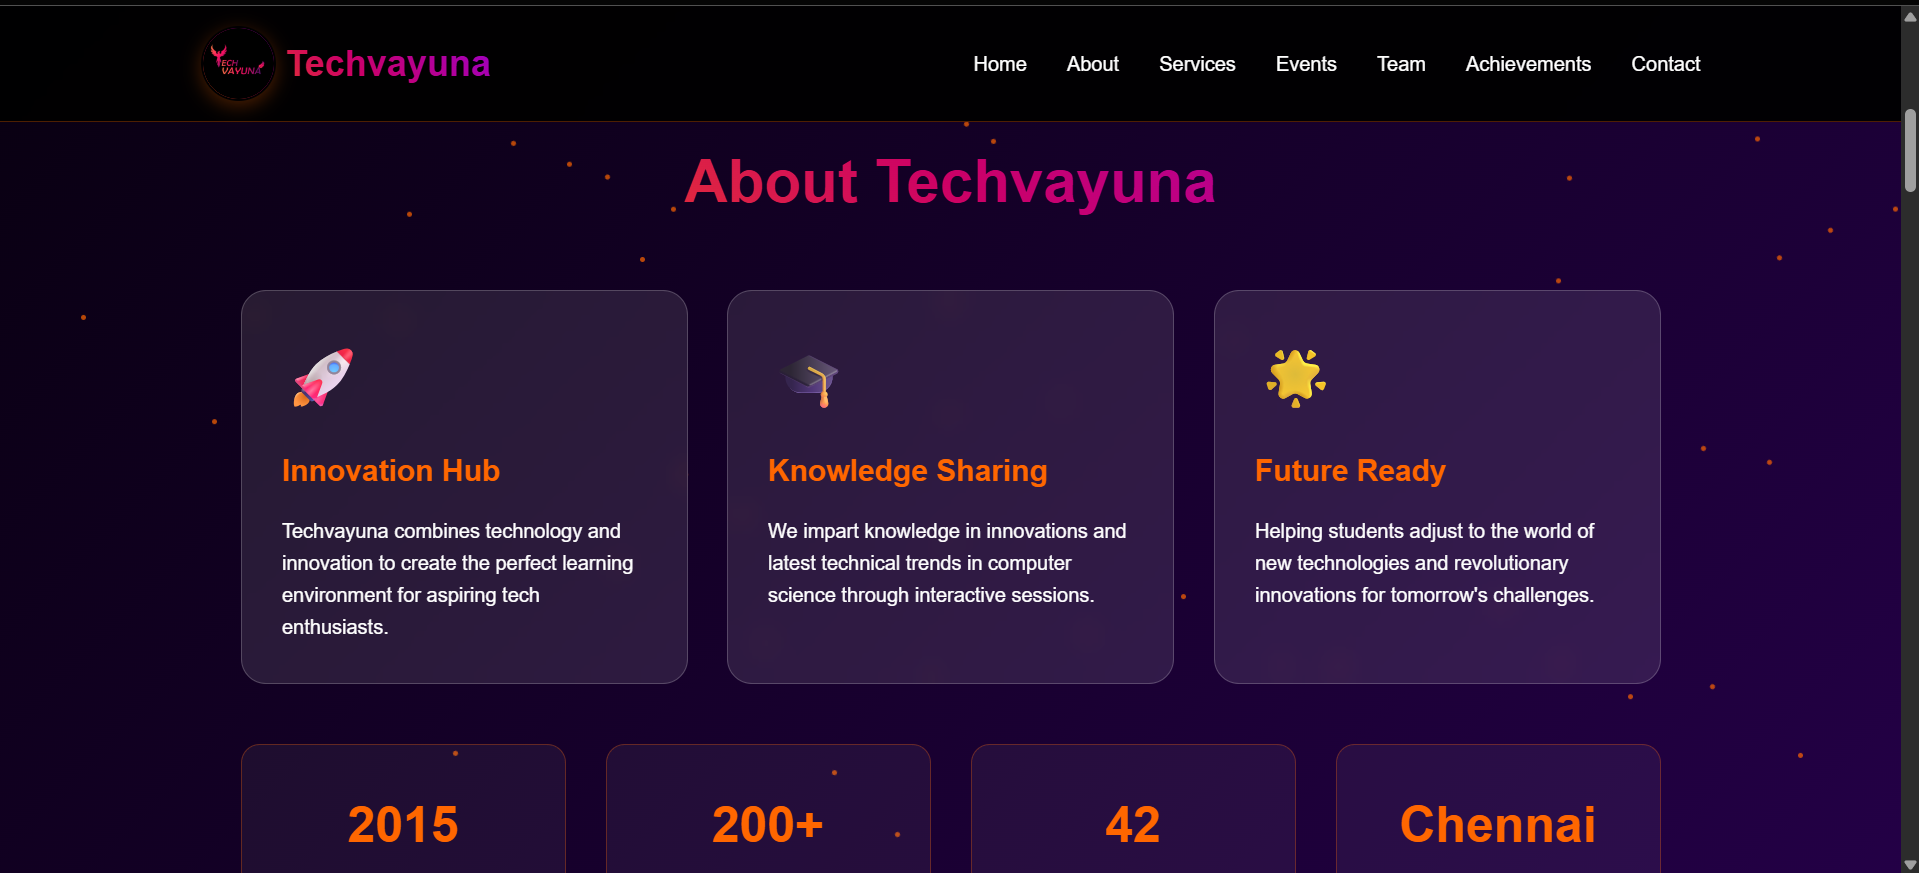 TECH
VAYUNA
Techvayuna
Home
About
Services
Events
Team
Achievements
Contact
About Techvayuna
Innovation Hub
Techvayuna combines technology and
innovation to create the perfect learning
environment for aspiring tech
enthusiasts.
Knowledge Sharing
We impart knowledge in innovations and
latest technical trends in computer
science through interactive sessions.
Future Ready
Helping students adjust to the world of
new technologies and revolutionary
innovations for tomorrow's challenges.
2015
200+
42
Chennai